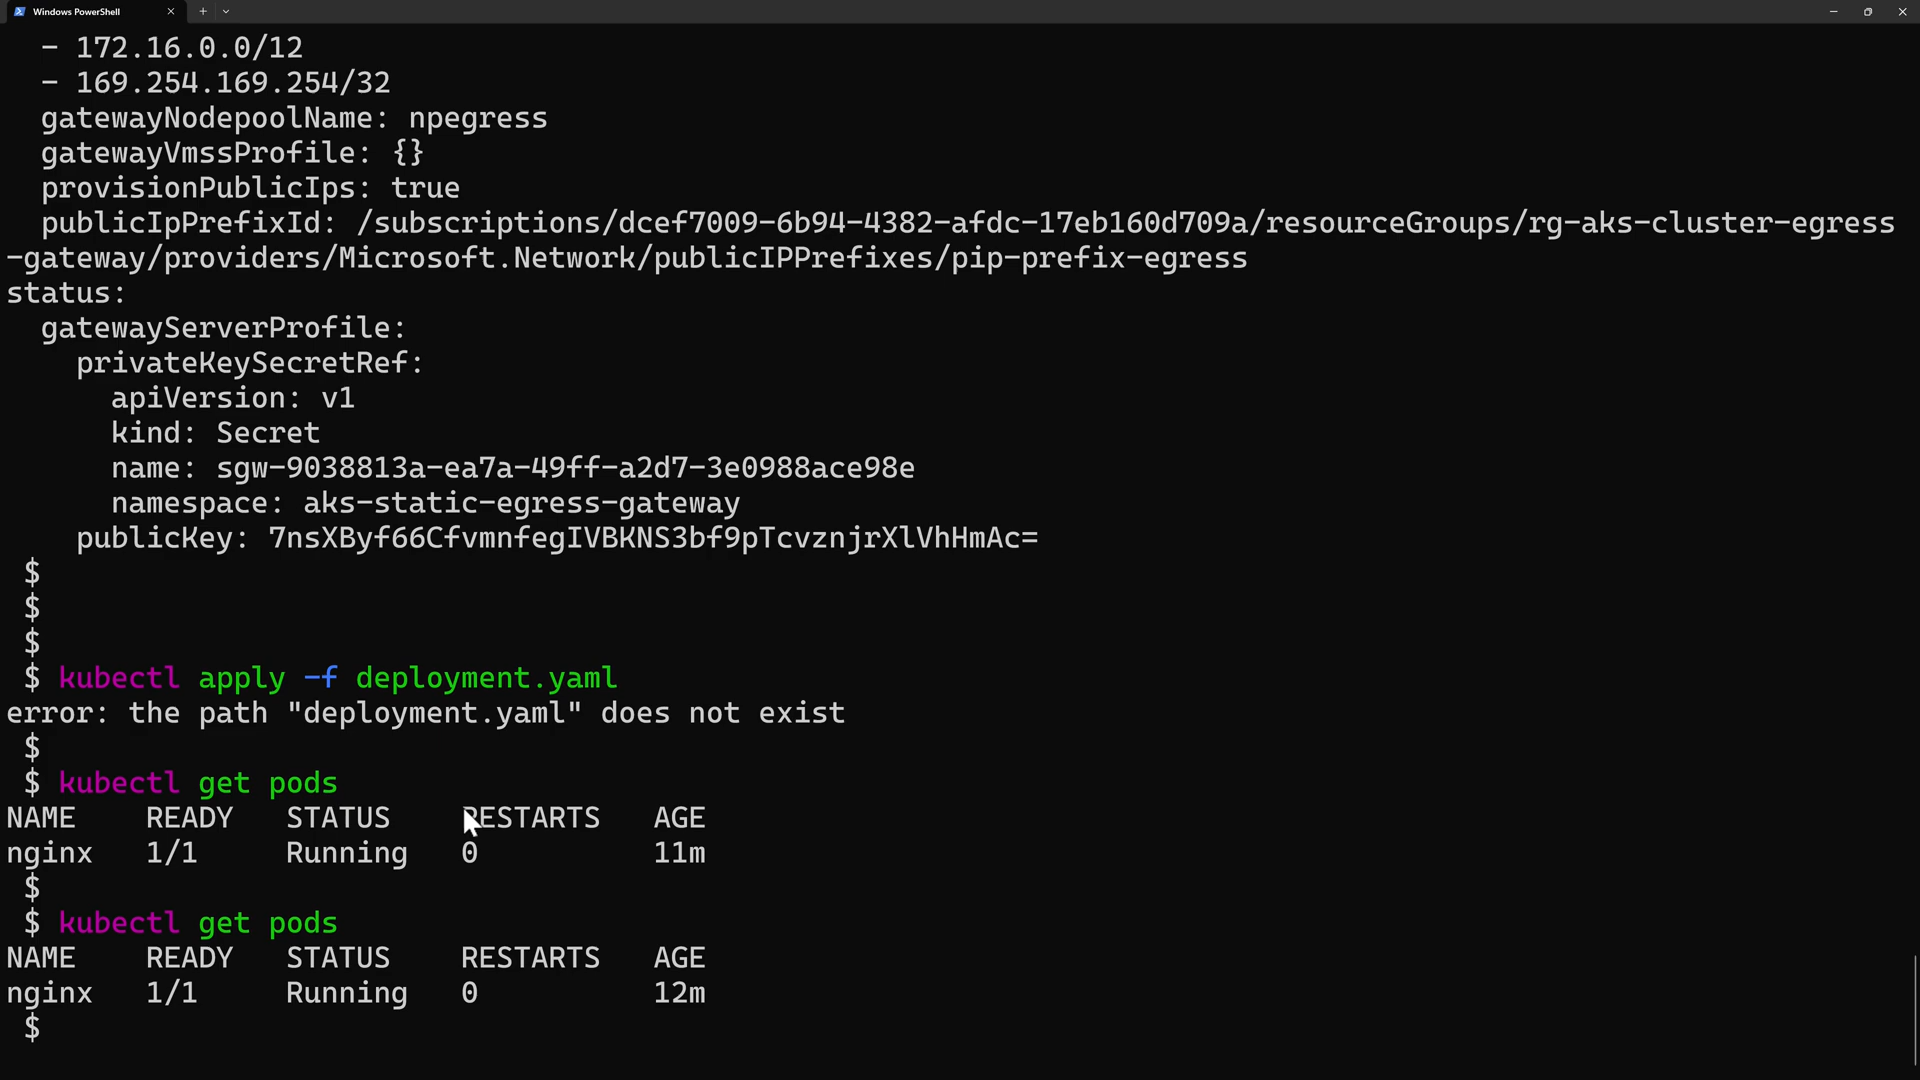 Windows PowerShell
- 172.16.0.0/12
- 169.254.169.254/32
gatewayNodepoolName: npegress
gatewayVmssProfile: {}
provisionPublicIps: true
publicIpPrefixId: /subscriptions/dcef7009-6b94-4382-afdc-17eb160d709a/resourceGroups/rg-aks-cluster-egress
-gateway/providers/Microsoft.Network/publicIPPrefixes/pip-prefix-egress
status:
gatewayServerProfile:
privateKeySecretRef:
apiVersion: v1
kind: Secret
name: sgw-9038813a-ea7a-49ff-a2d7-3e0988ace98e
namespace: aks-static-egress-gateway
publicKey: 7nsXByf66CfvmnfegIVBKNS3bf9pTcvznjrXlVhHmAc=
$
$
$
$ kubectl apply -f deployment.yaml
error: the path "deployment.yaml" does not exist
$
$ kubectl get pods
NAME READY STATUS RESTARTS AGE
nginx 1/1 Running 0 11m
$
$ kubectl get pods
NAME READY STATUS RESTARTS AGE
nginx 1/1 Running 0 12m
$